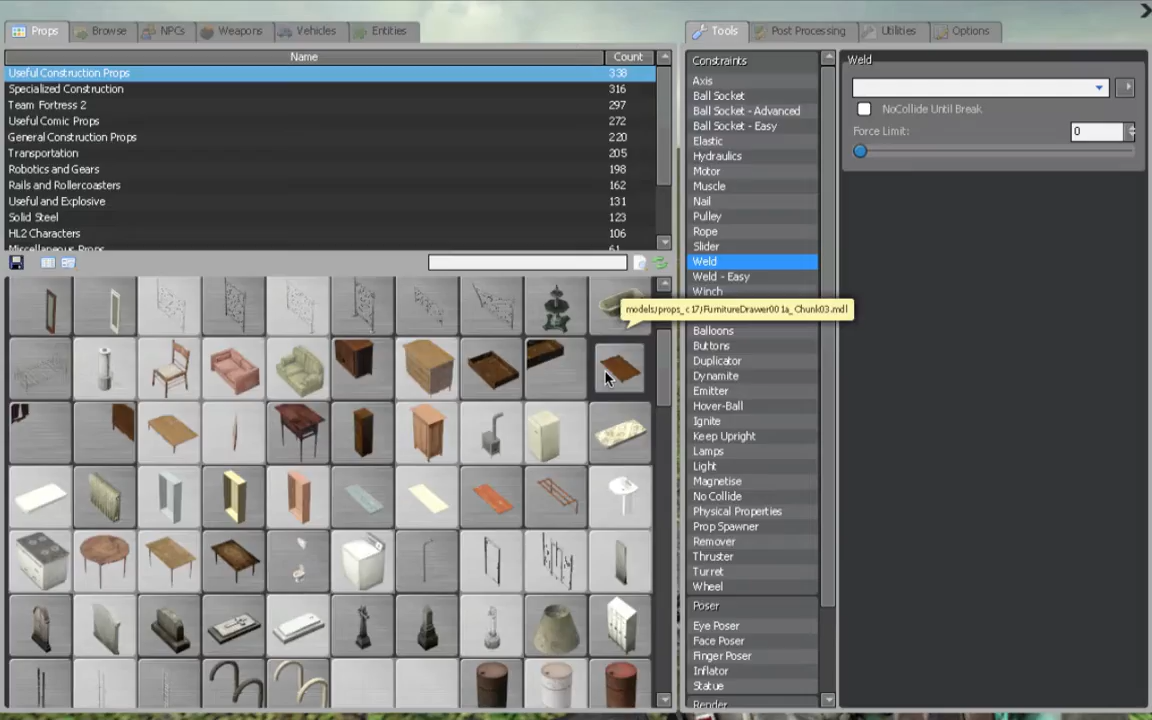 Props
Browse
NPCs
Weapons
Vehicles
Entities
Name
Count
Useful Construction Props
338
Specialized Construction
316
Team Fortress 2
297
Useful Comic Props
272
General Construction Props
220
Transportation
205
Robotics and Gears
198
Rails and Rollercoasters
162
Useful and Explosive
131
Solid Steel
123
HL2 Characters
106
Miscellaneous Props
61
models/props_c17/FurnitureDrawer001a_Chunk03.mdl
Tools
Post Processing
Utilities
Options
Constraints
Axis
Ball Socket
Ball Socket - Advanced
Ball Socket - Easy
Elastic
Hydraulics
Motor
Muscle
Nail
Pulley
Rope
Slider
Weld
Weld - Easy
Winch
Balloons
Buttons
Duplicator
Dynamite
Emitter
Hover-Ball
Ignite
Keep Upright
Lamps
Light
Magnetise
No Collide
Physical Properties
Prop Spawner
Remover
Thruster
Turret
Wheel
Poser
Eye Poser
Face Poser
Finger Poser
Inflator
Statue
Render
Weld
NoCollide Until Break
Force Limit:
0